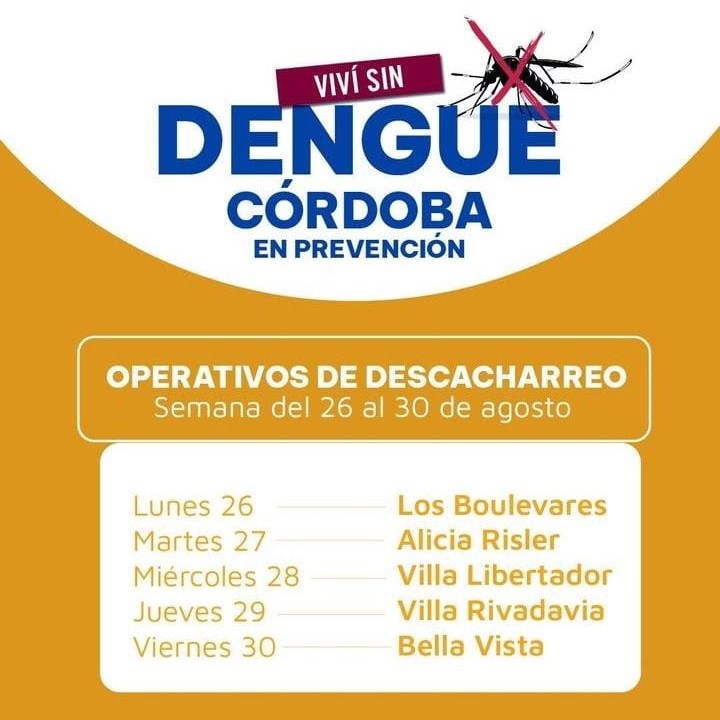 VIVÍ SIN
DENGUE
CÓRDOBA
EN PREVENCIÓN
OPERATIVOS DE DESCACHARREO
Semana del 26 al 30 de agosto
Lunes 26 Los Boulevares
Martes 27 Alicia Risler
Miércoles 28 Villa Libertador
Jueves 29 Villa Rivadavia
Viernes 30 Bella Vista